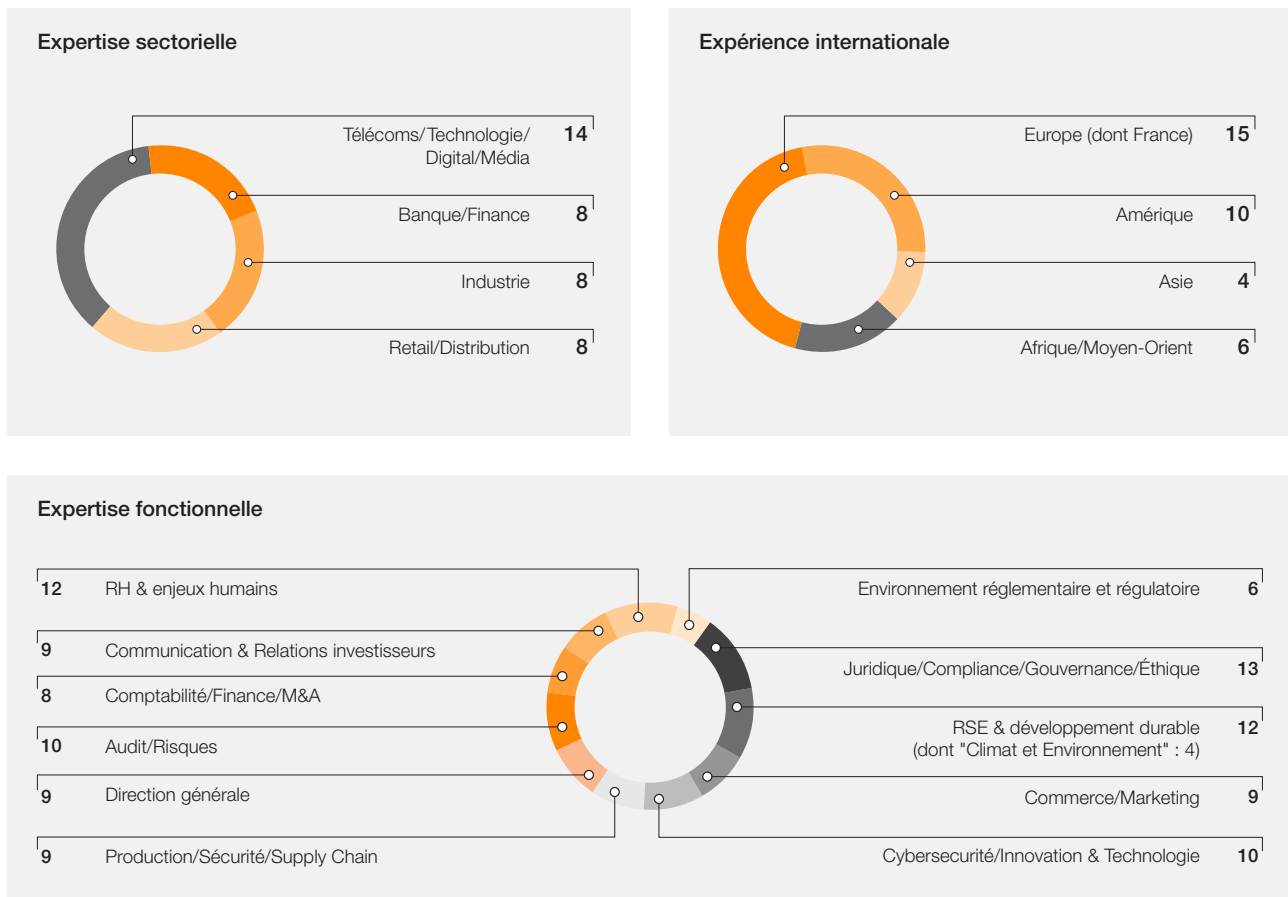 Expertise sectorielle
Télécoms/Technologie/
Digital/Média
14
Banque/Finance 8
Industrie 8
Retail/Distribution 8
Expérience internationale
Europe (dont France) 15
Amérique 10
Asie 4
Afrique/Moyen-Orient 6
Expertise fonctionnelle
12 RH & enjeux humains
9 Communication & Relations investisseurs
8 Comptabilité/Finance/M&A
10 Audit/Risques
9 Direction générale
9 Production/Sécurité/Supply Chain
Environnement réglementaire et régulatoire 6
Juridique/Compliance/Gouvernance/Éthique 13
RSE & développement durable 12
(dont "Climat et Environnement" : 4)
Commerce/Marketing 9
Cybersecurité/Innovation & Technologie 10